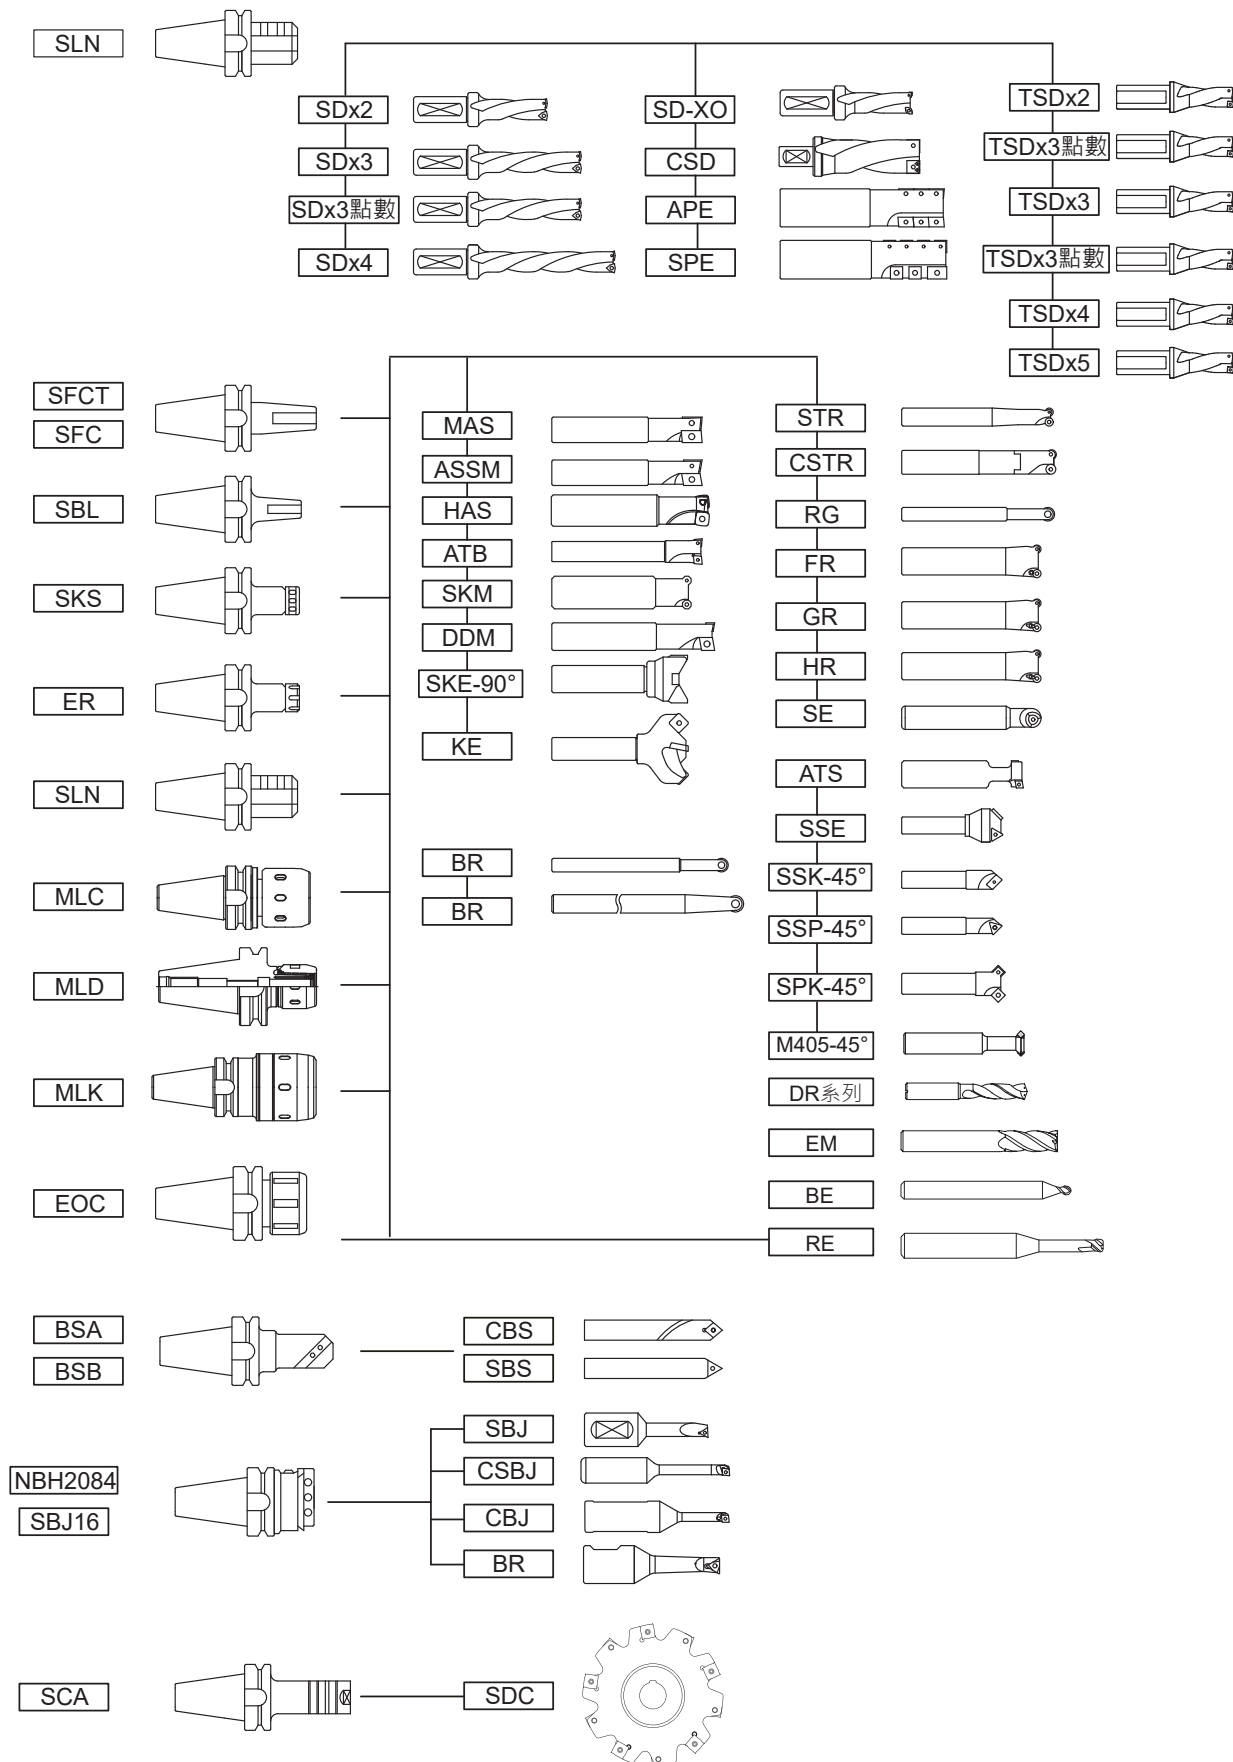 SLN
SDx2
SDx3
SDx3點數
SDx4
SD-XO
CSD
APE
SPE
TSDx2
TSDx3點數
TSDx3
TSDx3點數
TSDx4
TSDx5
SFCT
SFC
SBL
SKS
ER
SLN
MLC
MLD
MLK
EOC
MAS
ASSM
HAS
ATB
SKM
DDM
SKE-90°
KE
BR
BR
STR
CSTR
RG
FR
GR
HR
SE
ATS
SSE
SSK-45°
SSP-45°
SPK-45°
M405-45°
DR系列
EM
BE
RE
BSA
BSB
CBS
SBS
NBH2084
SBJ16
SBJ
CSBJ
CBJ
BR
SCA
SDC